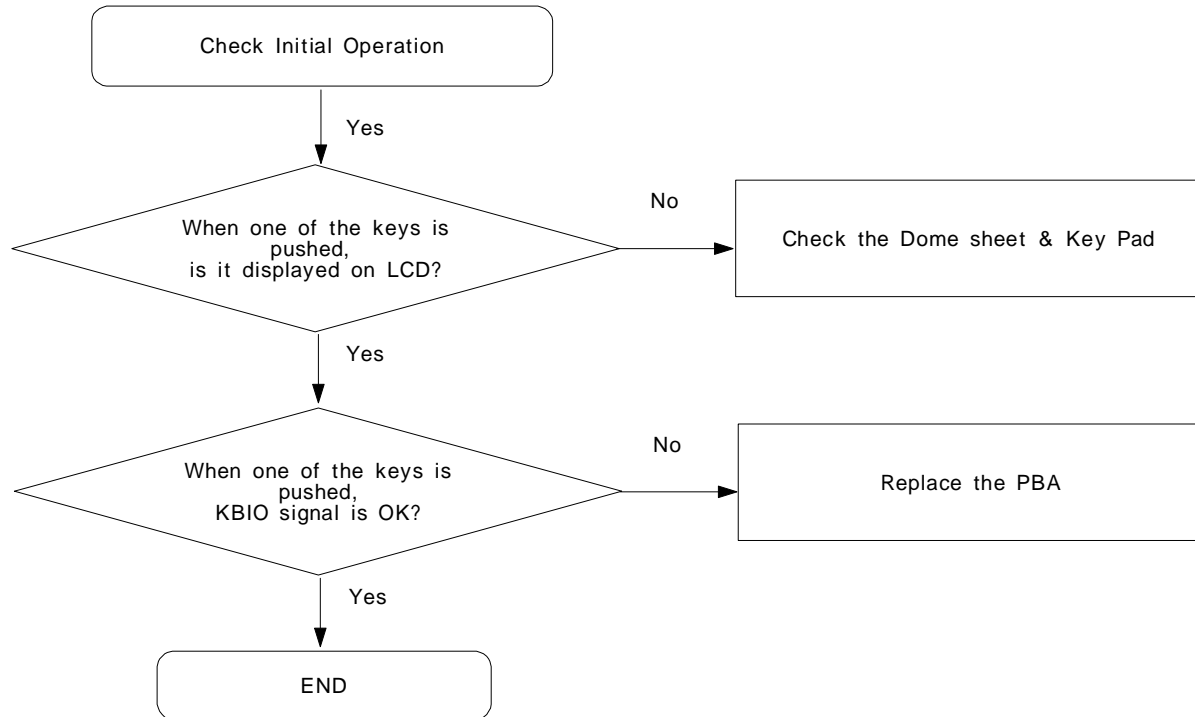 Check Initial Operation
Yes
When one of the keys is
pushed,
is it displayed on LCD?
No
Check the Dome sheet & Key Pad
Yes
When one of the keys is
pushed,
KBIO signal is OK?
No
Replace the PBA
Yes
END